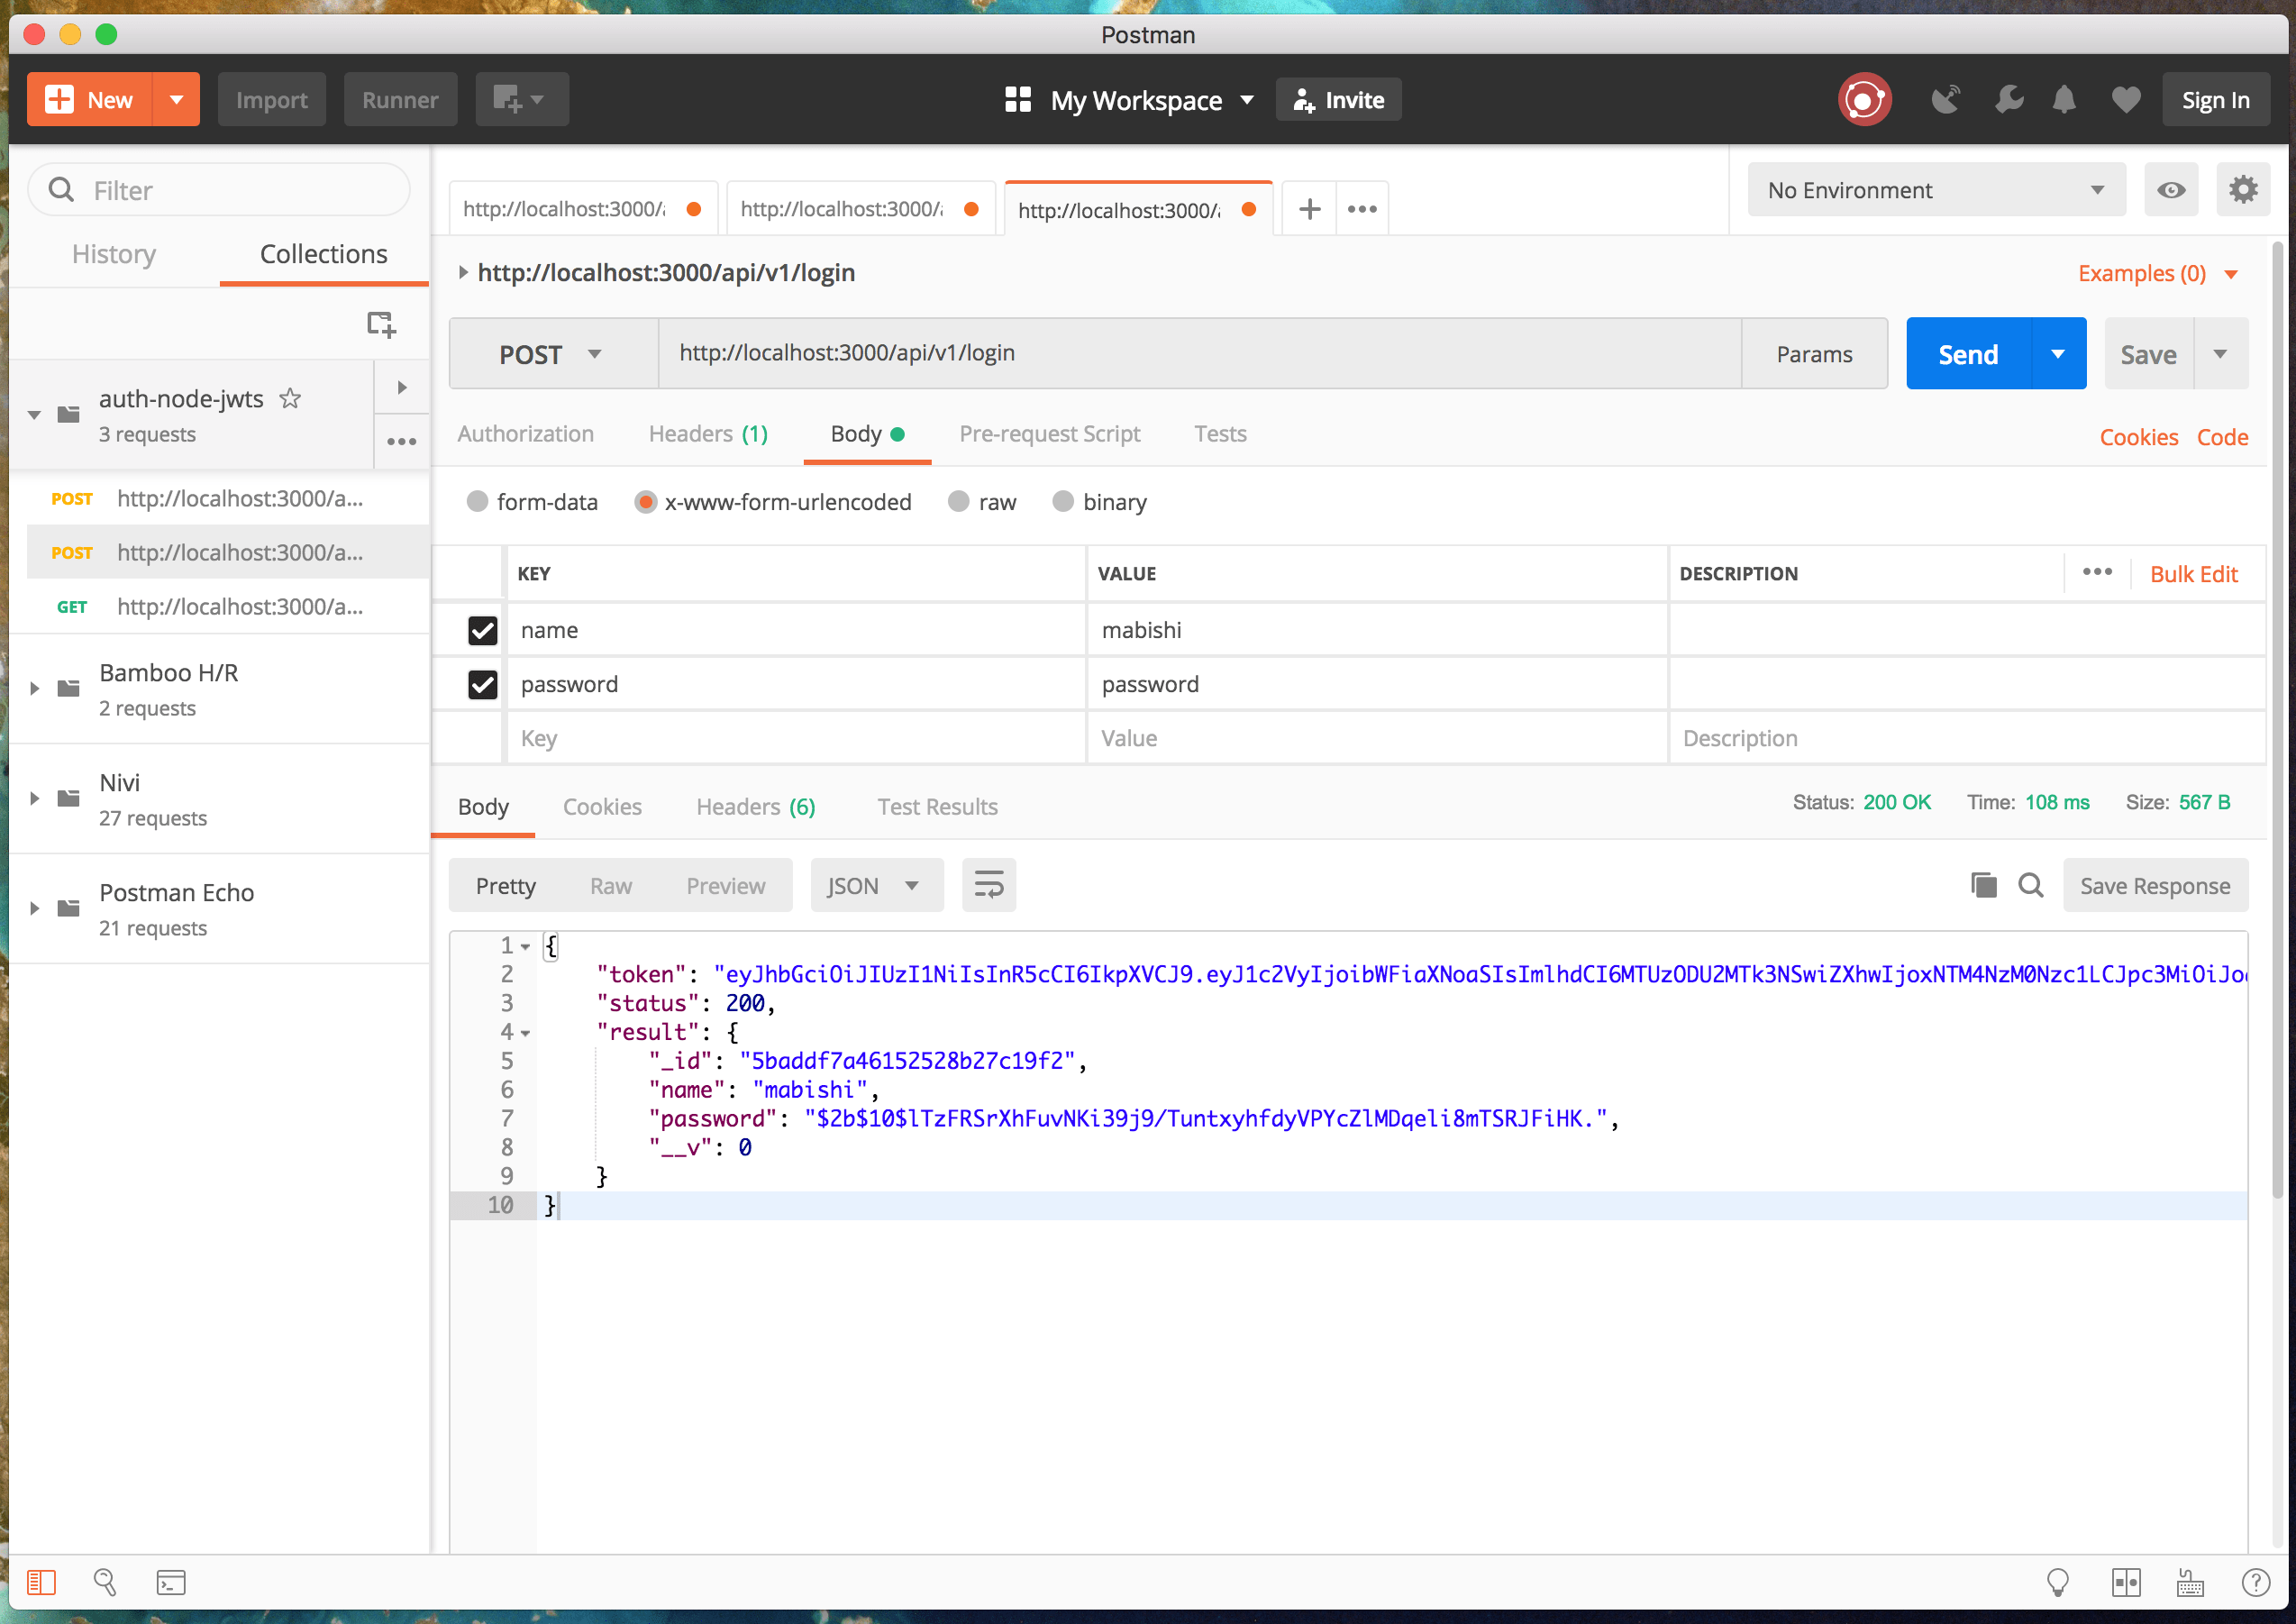 Postman
New
Import
Runner
My Workspace
Invite
Sign In
Filter
History
Collections
auth-node-jwts
3 requests
POST http://localhost:3000/a...
POST http://localhost:3000/a...
GET http://localhost:3000/a...
Bamboo H/R
2 requests
Nivi
27 requests
Postman Echo
21 requests
http://localhost:3000/a
http://localhost:3000/a
http://localhost:3000/a
No Environment
http://localhost:3000/api/v1/login
Examples (0)
POST
http://localhost:3000/api/v1/login
Params
Send
Save
Authorization
Headers (1)
Body
Pre-request Script
Tests
Cookies
Code
form-data
x-www-form-urlencoded
raw
binary
KEY VALUE DESCRIPTION
Bulk Edit
name mabishi
password password
Key Value Description
Body
Cookies
Headers (6)
Test Results
Status: 200 OK
Time: 108 ms
Size: 567 B
Pretty
Raw
Preview
JSON
Save Response
1 {
2 "token": "eyJhbGciOiJIUzI1NiIsInR5cCI6IkpXVCJ9.eyJ1c2VyIjoibWFiaXNoaSIsImlhdCI6MTUzODU2MTk3NSwiZXhwIjoxNTM4NzM0Nzc1LCJpc3MiOiJo
3 "status": 200,
4 "result": {
5 "_id": "5baddf7a46152528b27c19f2",
6 "name": "mabishi",
7 "password": "$2b$10$lTzFRSrXhFuvNKi39j9/TuntxyhfdyVPYcZlMDqeli8mTSRJFiHK.",
8 "__v": 0
9 }
10 }